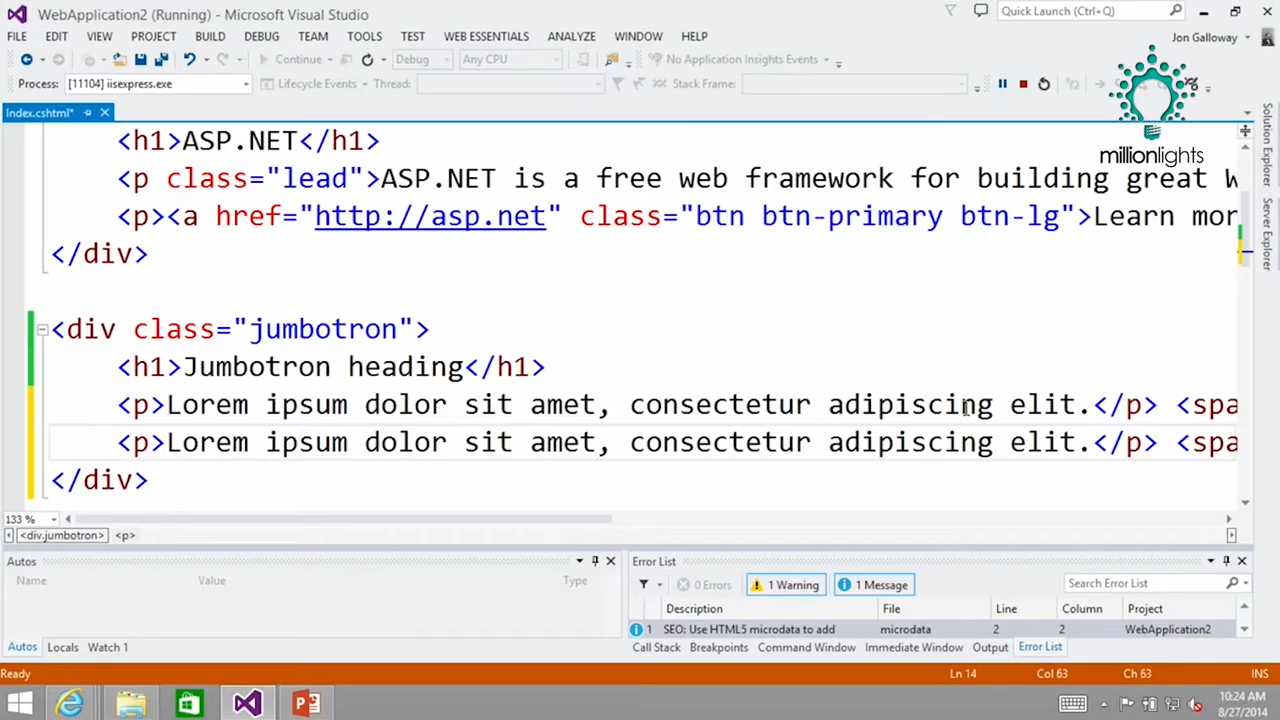 WebApplication2 (Running) - Microsoft Visual Studio
Quick Launch (Ctrl+Q)
FILE EDIT VIEW PROJECT BUILD DEBUG TEAM TOOLS TEST WEB ESSENTIALS ANALYZE WINDOW HELP
Jon Galloway
Continue Debug Any CPU No Application Insights Events
Process: [11104] iisexpress.exe Lifecycle Events Thread: Stack Frame:
Index.cshtml*
millionlights
Solution Explorer
Server Explorer
<h1>ASP.NET</h1>
<p class="lead">ASP.NET is a free web framework for building great W
<p><a href="http://asp.net" class="btn btn-primary btn-lg">Learn mor
</div>
<div class="jumbotron">
<h1>Jumbotron heading</h1>
<p>Lorem ipsum dolor sit amet, consectetur adipiscing elit.</p> <spa
<p>Lorem ipsum dolor sit amet, consectetur adipiscing elit.</p> <spa
</div>
133 %
<div.jumbotron> <p>
Autos
Name Value Type
Autos Locals Watch 1
Error List
0 Errors 1 Warning 1 Message Search Error List
Description File Line Column Project
1 SEO: Use HTML5 microdata to add microdata 2 2 WebApplication2
Call Stack Breakpoints Command Window Immediate Window Output Error List
Ready Ln 14 Col 63 Ch 63 INS
10:24 AM
8/27/2014